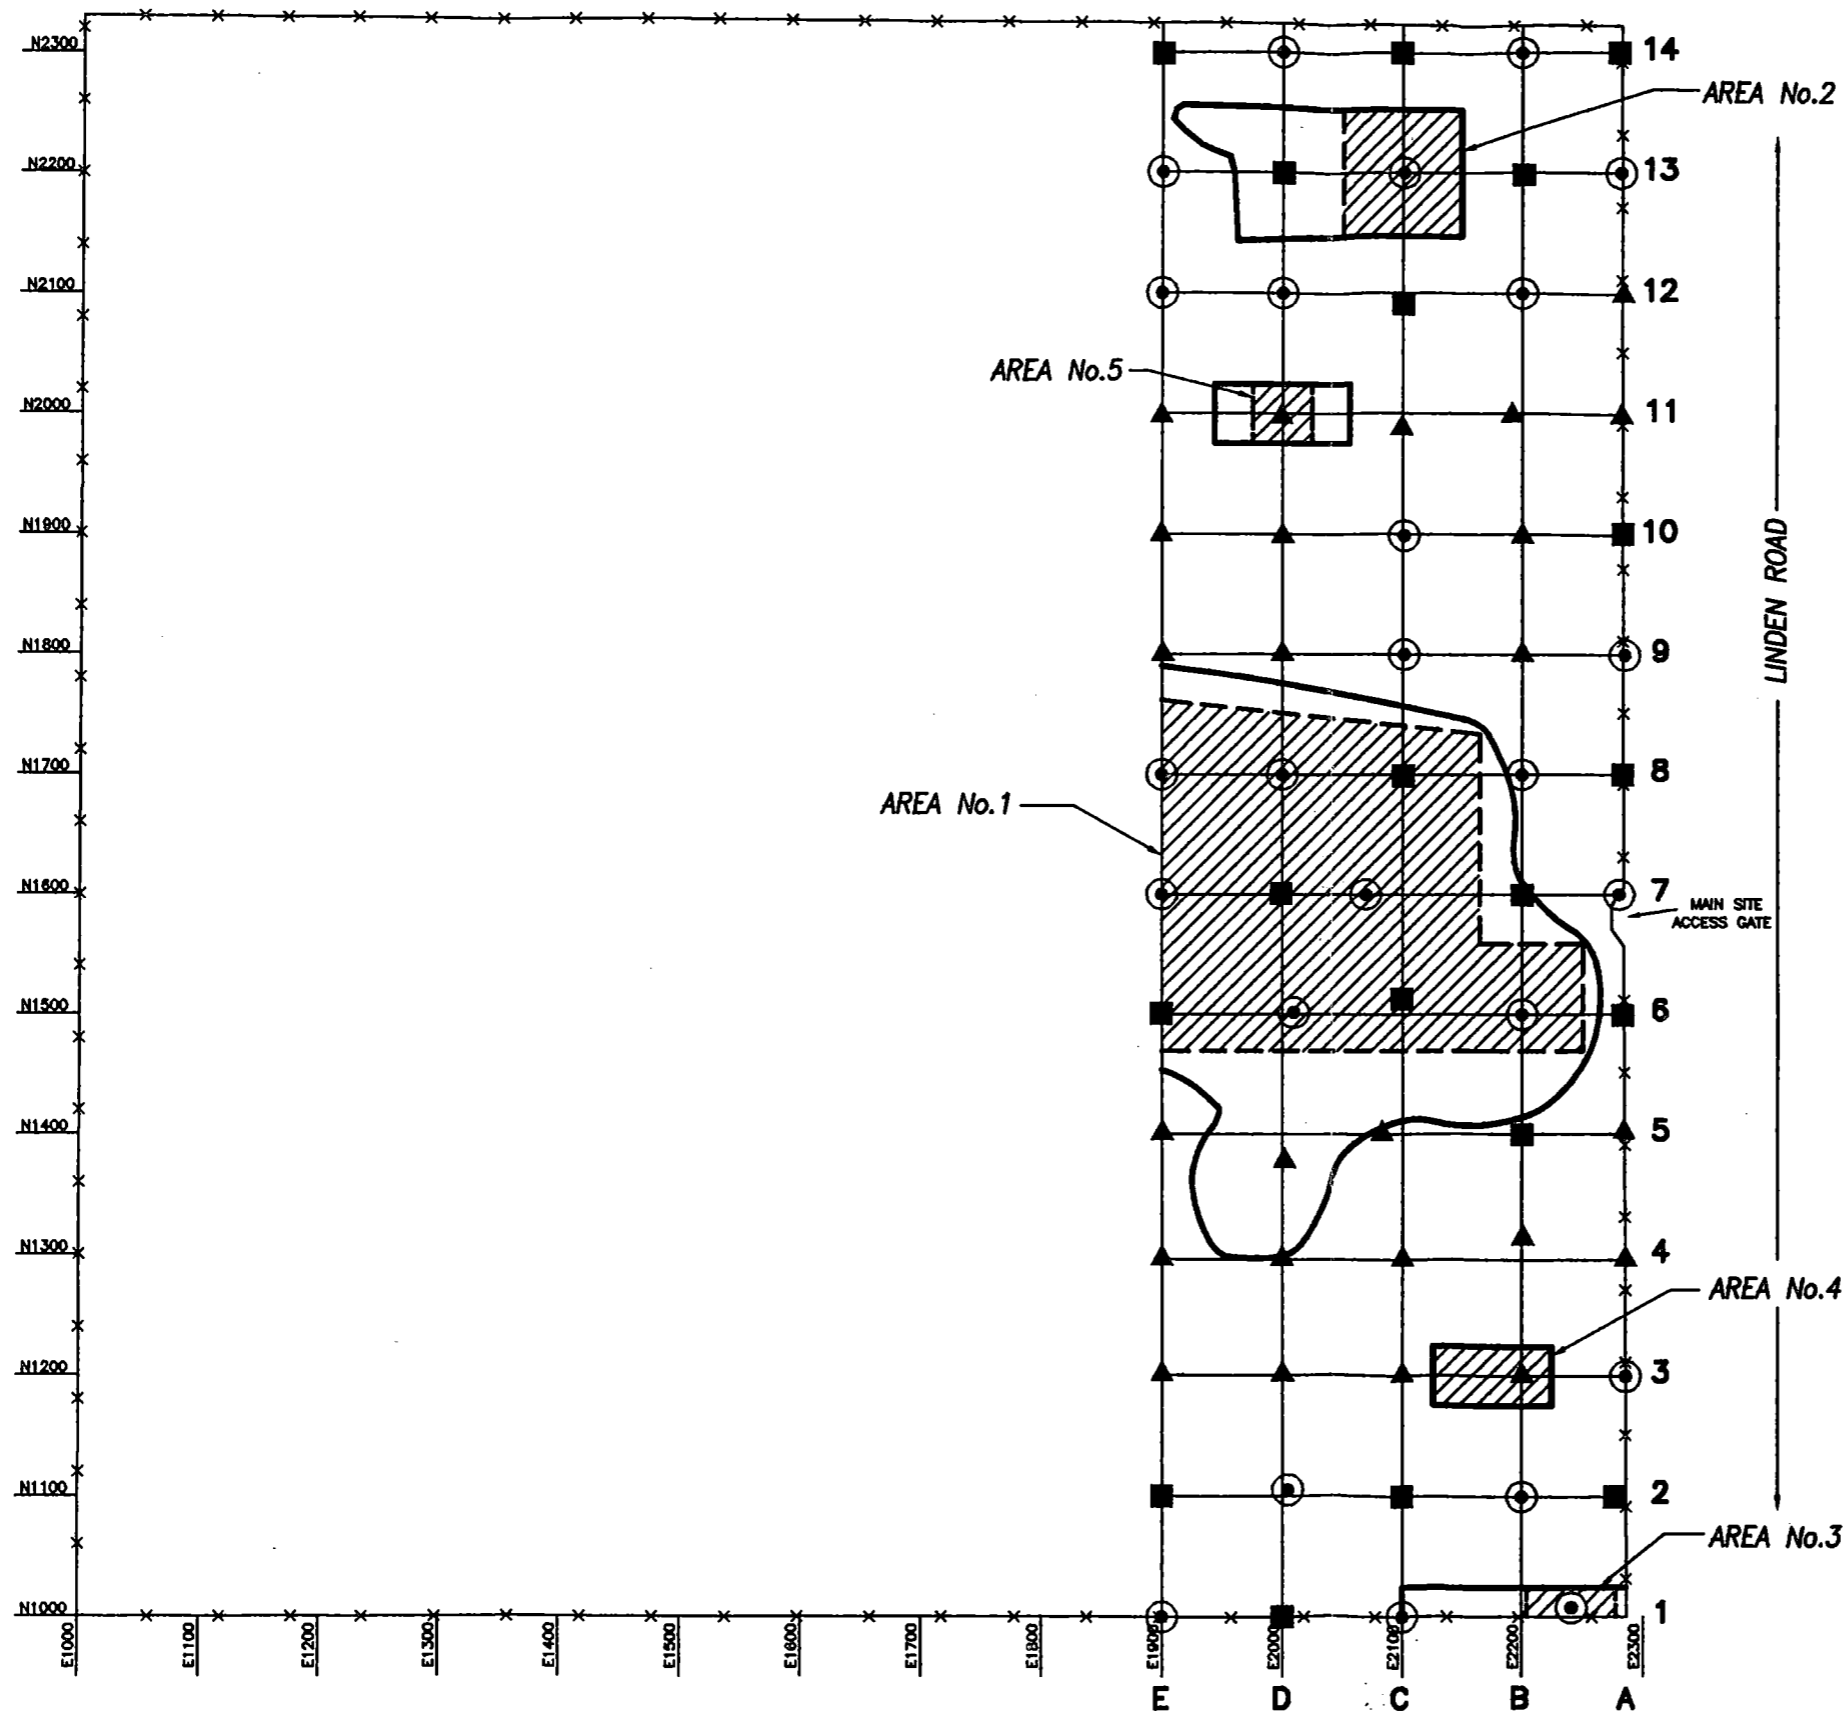 N2300
14
AREA No.2
N2200
13
N2100
12
AREA No.5
N2000
11
N1900
10
LINDEN ROAD
N1800
9
N1700
8
AREA No.1
N1600
7
MAIN SITE
ACCESS GATE
N1500
6
N1400
5
N1300
4
AREA No.4
N1200
3
N1100
2
AREA No.3
N1000
1
E1000
E1100
E1200
E1300
E1400
E1500
E1600
E1700
E1800
E1900
E2000
E2100
E2200
E2300
E
D
C
B
A